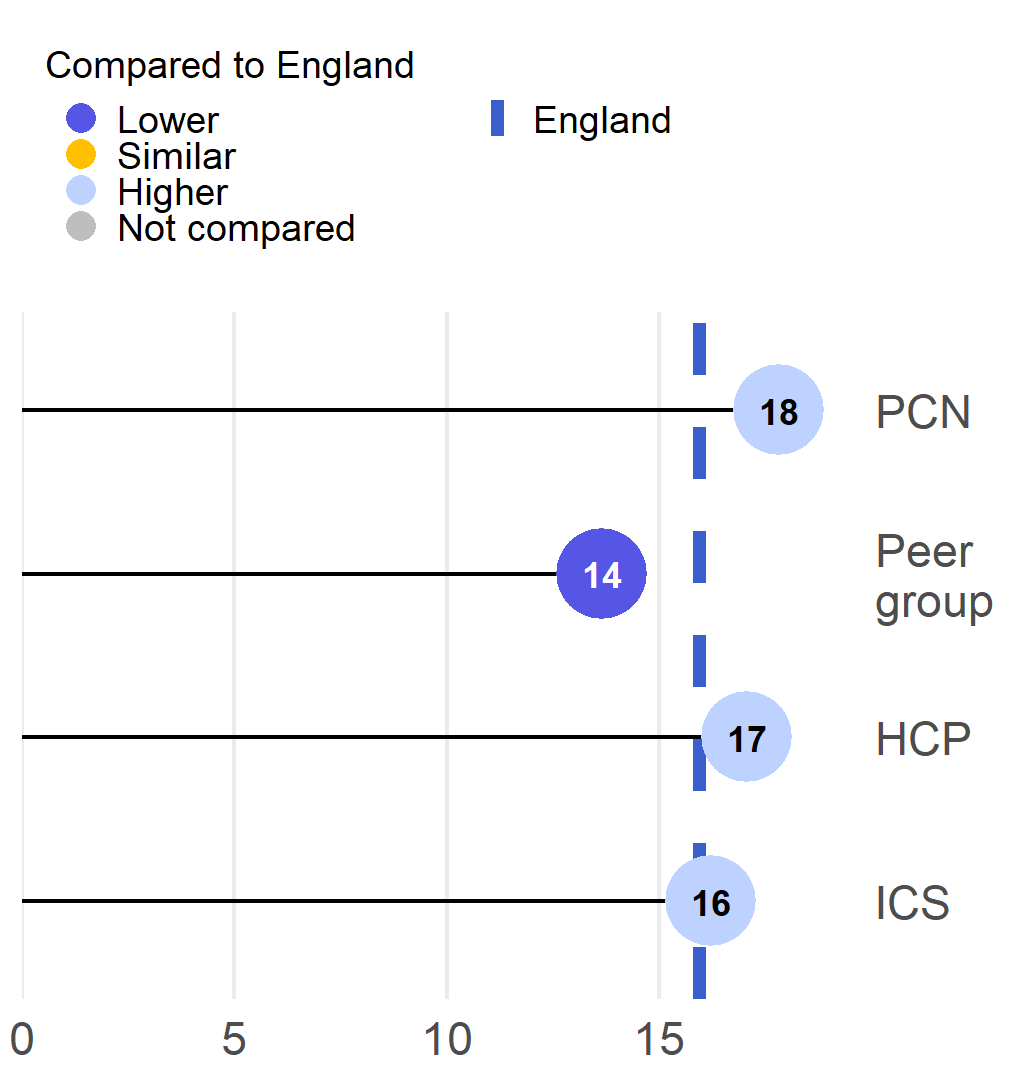 Compared to England
Lower
Similar
Higher
Not compared
England
18
PCN
14
Peer
group
17
HCP
16
ICS
0
5
10
15